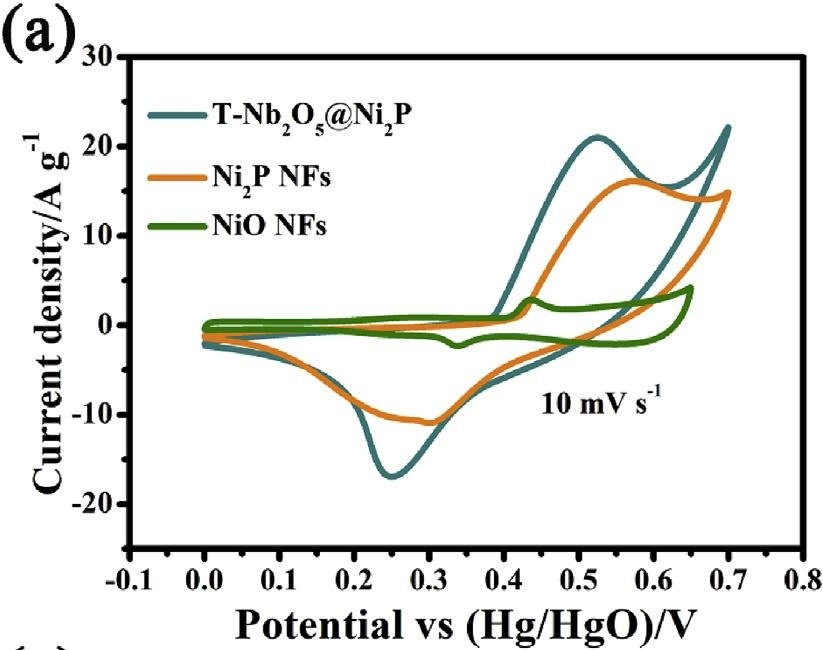 (a)
30
20
10
0
-10
-20
Current density/A g⁻¹
T-Nb₂O₅@Ni₂P
Ni₂P NFs
NiO NFs
10 mV s⁻¹
-0.1 0.0 0.1 0.2 0.3 0.4 0.5 0.6 0.7 0.8
Potential vs (Hg/HgO)/V